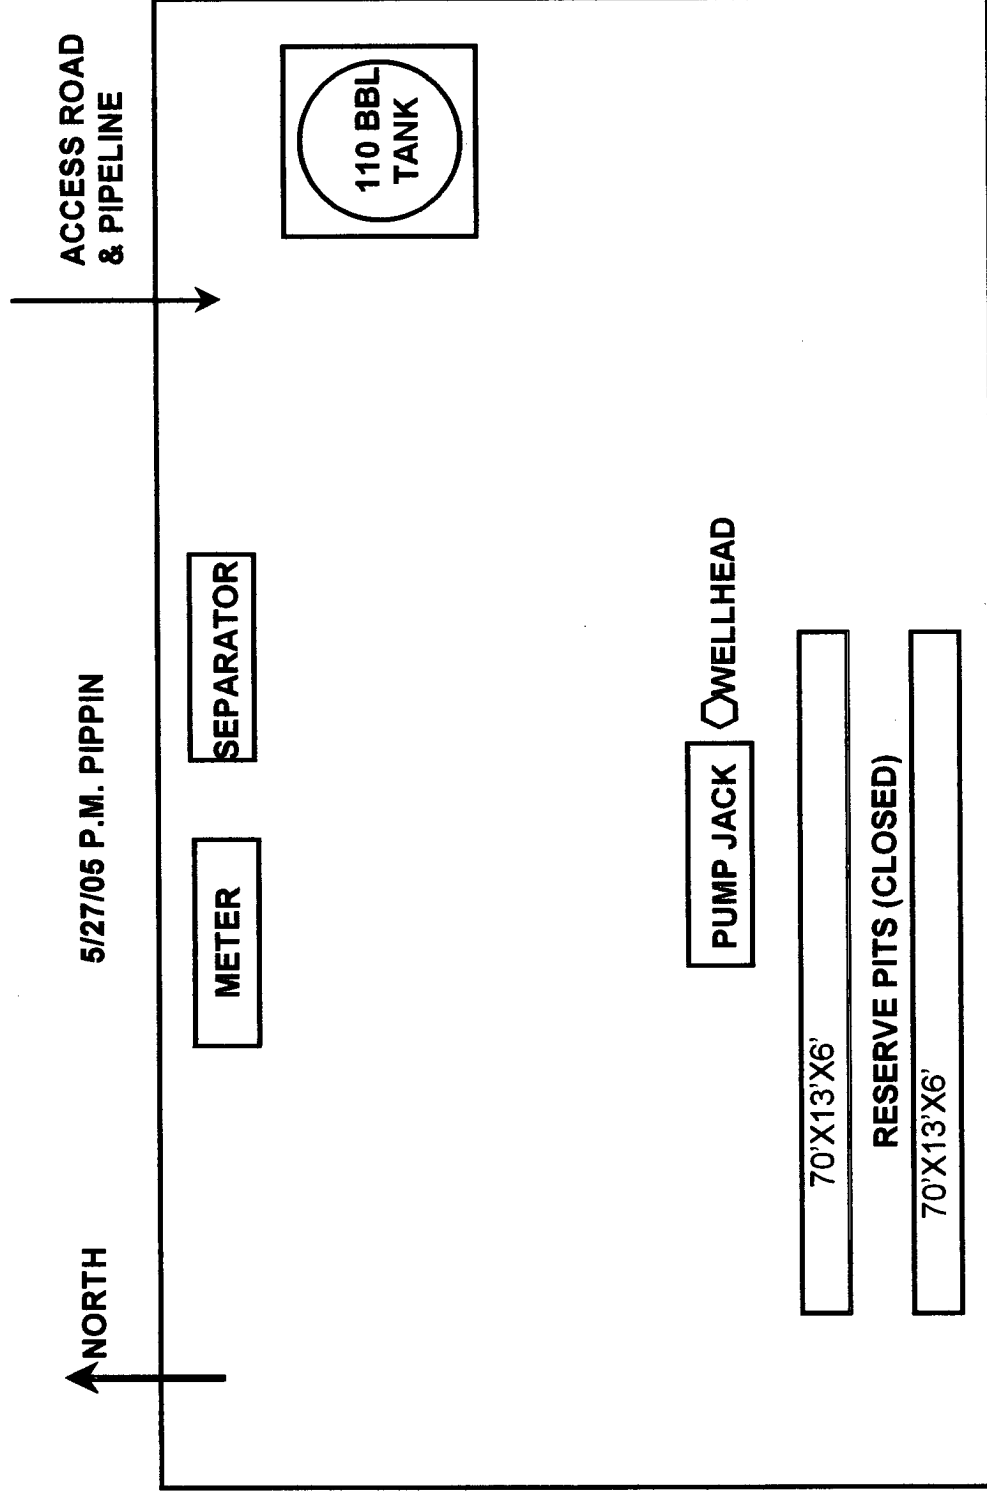 NORTH
5/27/05 P.M. PIPPIN
ACCESS ROAD
& PIPELINE
METER
SEPARATOR
110 BBL
TANK
PUMP JACK
WELLHEAD
70'X13'X6'
RESERVE PITS (CLOSED)
70'X13'X6'